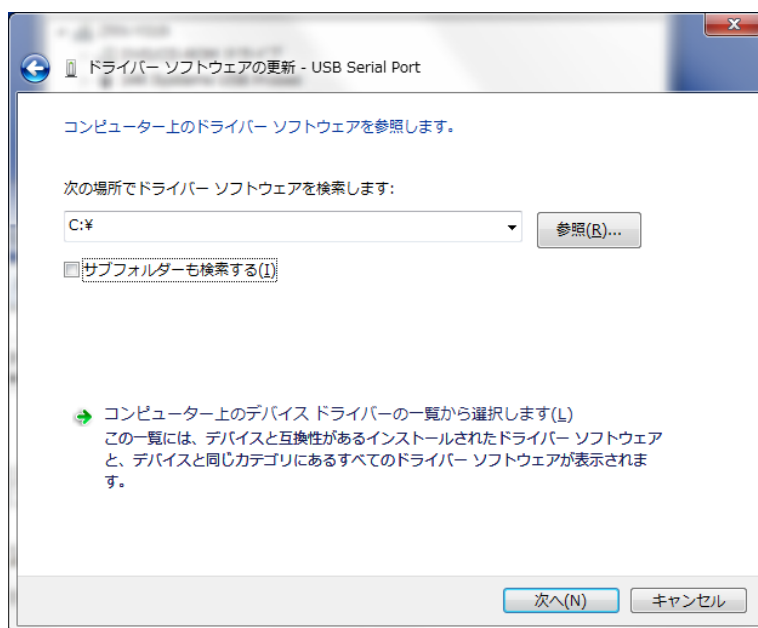 ドライバー ソフトウェアの更新 - USB Serial Port
コンピューター上のドライバー ソフトウェアを参照します。
次の場所でドライバー ソフトウェアを検索します:
C:¥
参照(R)...
サブフォルダーも検索する(I)
コンピューター上のデバイス ドライバーの一覧から選択します(L)
この一覧には、デバイスと互換性があるインストールされたドライバー ソフトウェア
と、デバイスと同じカテゴリにあるすべてのドライバー ソフトウェアが表示されま
す。
次へ(N)
キャンセル